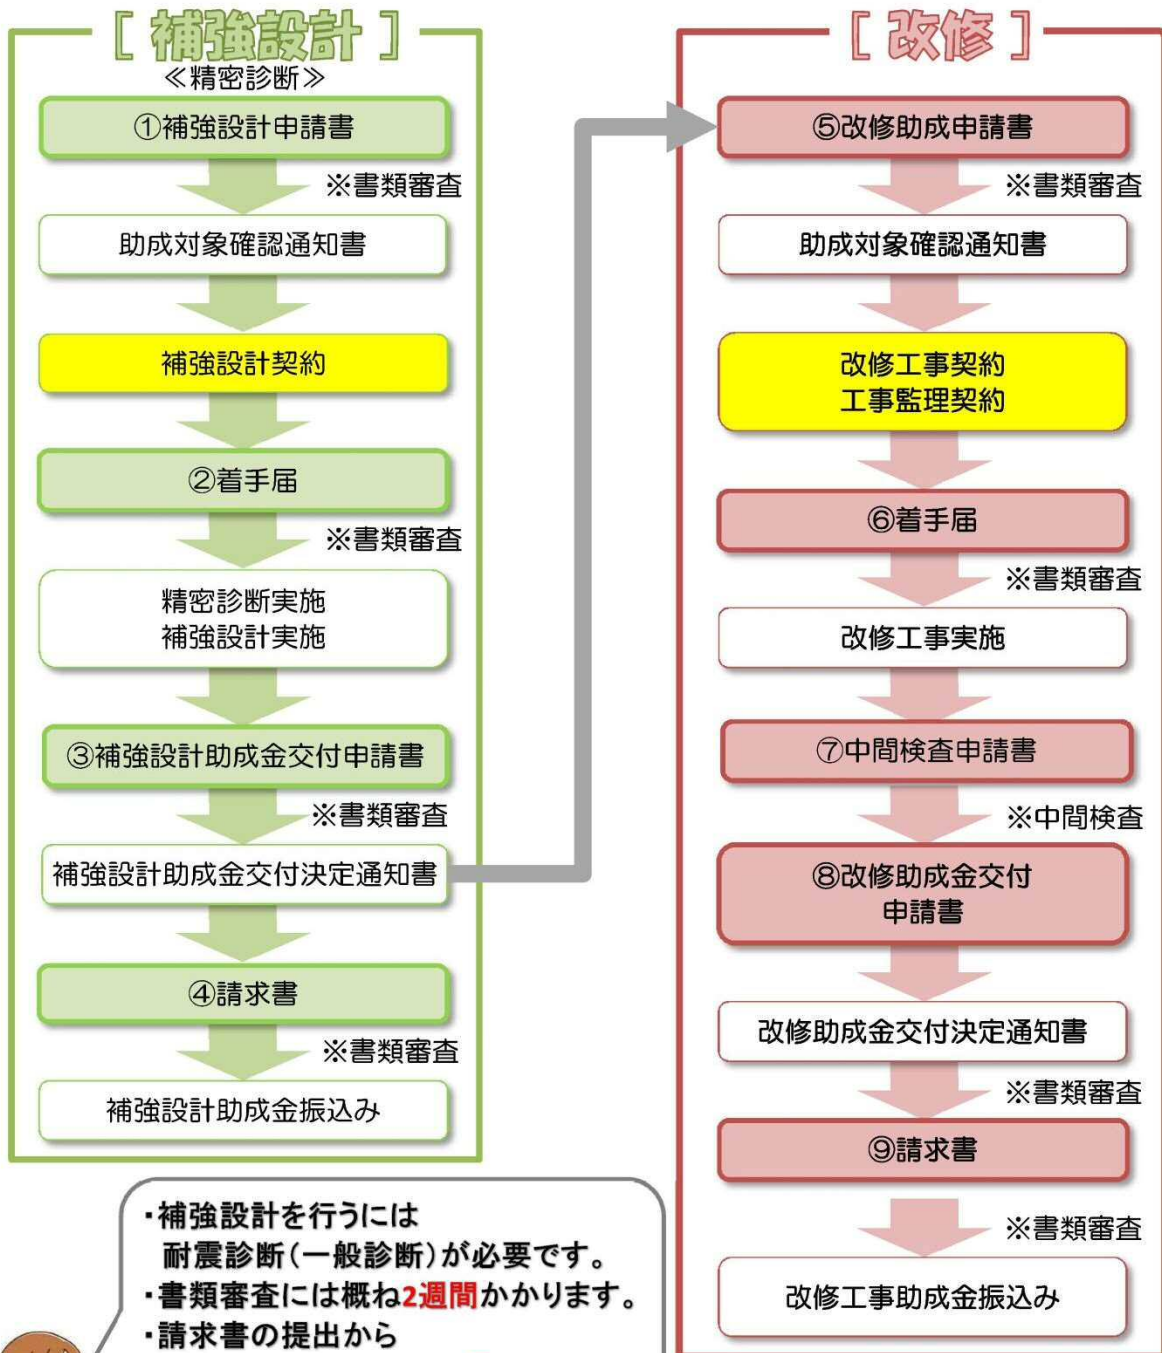 [ 補強設計 ]
≪精密診断≫
①補強設計申請書
※書類審査
助成対象確認通知書
補強設計契約
②着手届
※書類審査
精密診断実施
補強設計実施
③補強設計助成金交付申請書
※書類審査
補強設計助成金交付決定通知書
④請求書
※書類審査
補強設計助成金振込み
[ 改修 ]
⑤改修助成申請書
※書類審査
助成対象確認通知書
改修工事契約
工事監理契約
⑥着手届
※書類審査
改修工事実施
⑦中間検査申請書
※中間検査
⑧改修助成金交付
申請書
改修助成金交付決定通知書
※書類審査
⑨請求書
※書類審査
改修工事助成金振込み
・補強設計を行うには
耐震診断(一般診断)が必要です。
・書類審査には概ね2週間かかります。
・請求書の提出から